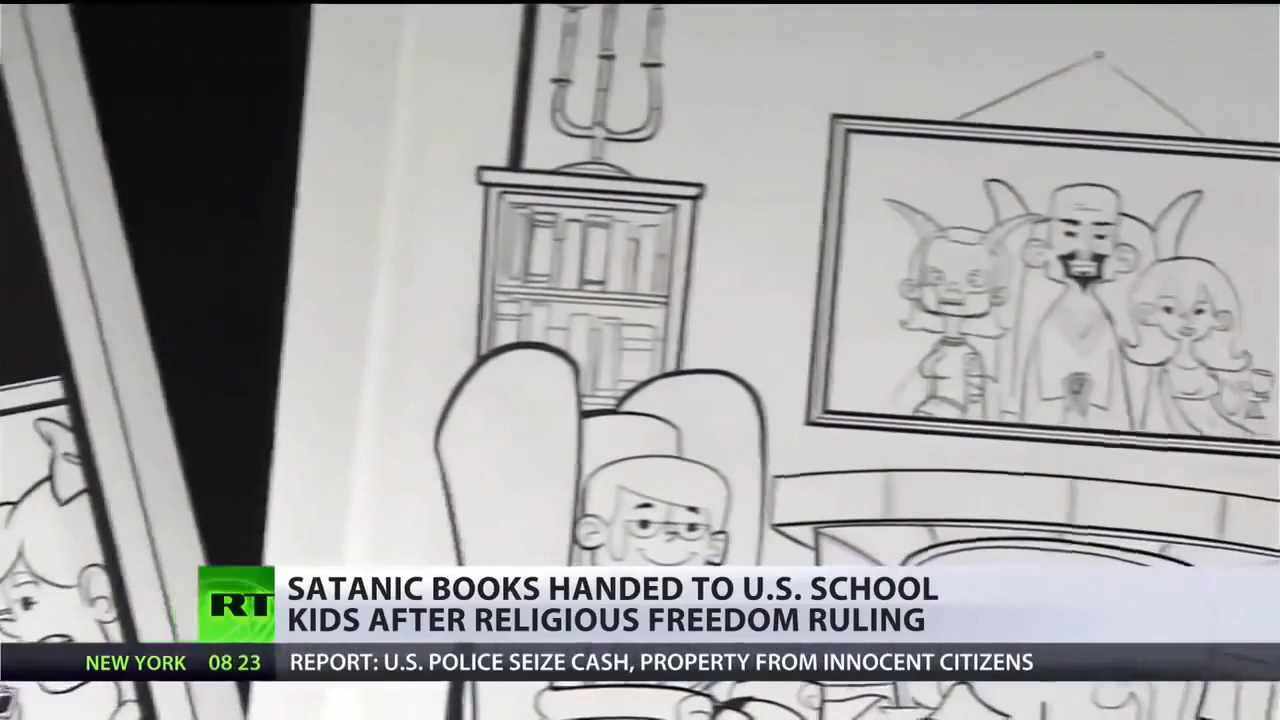 SATANIC BOOKS HANDED TO U.S. SCHOOL
RT
KIDS AFTER RELIGIOUS FREEDOM RULING
NEW YORK 08 23 REPORT: U.S. POLICE SEIZE CASH, PROPERTY FROM INNOCENT CITIZENS